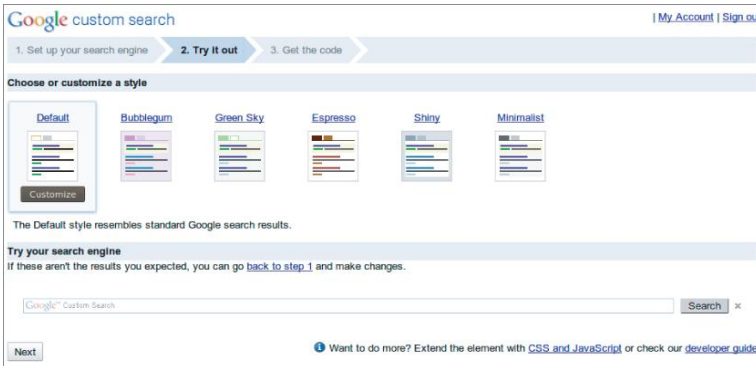 Google custom search
| My Account | Sign ou
1. Set up your search engine
2. Try it out
3. Get the code
Choose or customize a style
Default
Bubblegum
Green Sky
Espresso
Shiny
Minimalist
Customize
The Default style resembles standard Google search results.
Try your search engine
If these aren't the results you expected, you can go back to step 1 and make changes.
Google™ Custom Search
Search
×
Next
Want to do more? Extend the element with CSS and JavaScript or check our developer guide